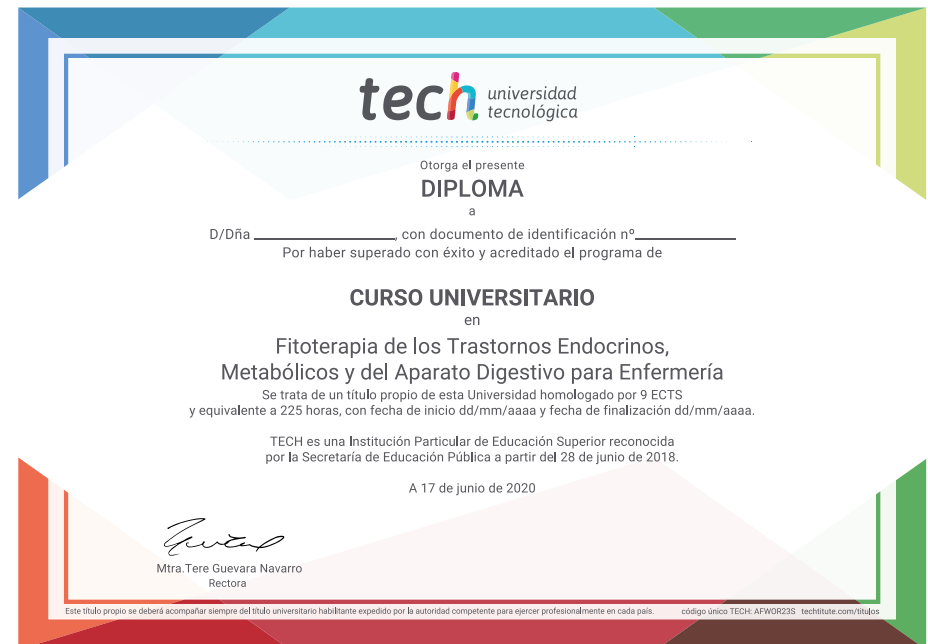 tech universidad
tecnológica
Otorga el presente
DIPLOMA
a
D/Dña ____________, con documento de identificación nº____________
Por haber superado con éxito y acreditado el programa de
CURSO UNIVERSITARIO
en
Fitoterapia de los Trastornos Endocrinos,
Metabólicos y del Aparato Digestivo para Enfermería
Se trata de un título propio de esta Universidad homologado por 9 ECTS
y equivalente a 225 horas, con fecha de inicio dd/mm/aaaa y fecha de finalización dd/mm/aaaa.
TECH es una Institución Particular de Educación Superior reconocida
por la Secretaría de Educación Pública a partir del 28 de junio de 2018.
A 17 de junio de 2020
Mtra.Tere Guevara Navarro
Rectora
Este título propio se deberá acompañar siempre del título universitario habilitante expedido por la autoridad competente para ejercer profesionalmente en cada país. código único TECH: AFWOR23S techtitute.com/títulos